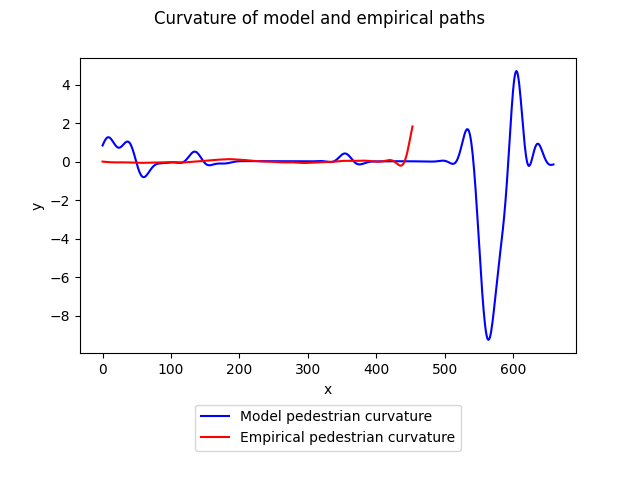 Curvature of model and empirical paths
4
2
0
−2
−4
−6
−8
y
0 100 200 300 400 500 600
x
Model pedestrian curvature
Empirical pedestrian curvature